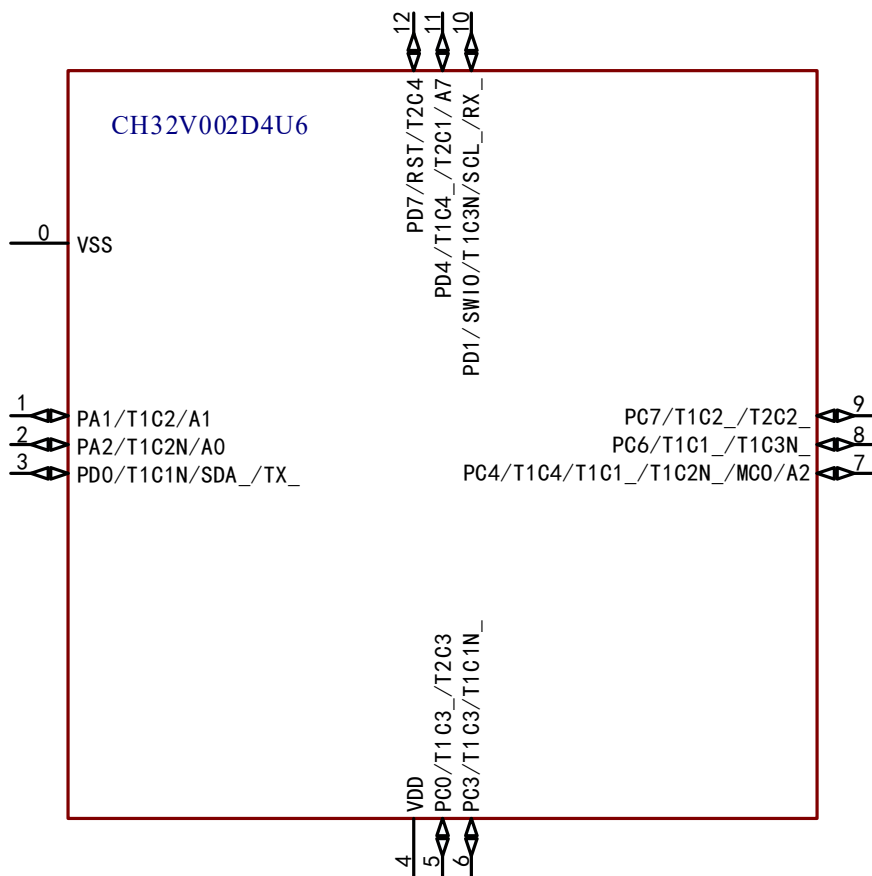 12
11
10
PD7/RST/T2C4
PD4/T1C4_/T2C1/A7
PD1/SWIO/T1C3N/SCL_/RX_
CH32V002D4U6
0
VSS
1
PA1/T1C2/A1
2
PA2/T1C2N/A0
3
PD0/T1C1N/SDA_/TX_
PC7/T1C2_/T2C2_
9
PC6/T1C1_/T1C3N_
8
PC4/T1C4/T1C1_/T1C2N_/MCO/A2
7
VDD
PC0/T1C3_/T2C3
PC3/T1C3/T1C1N_
4
5
6